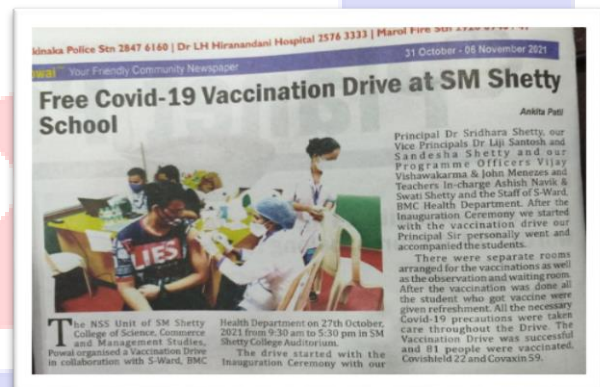 kinaka Police Stn 2847 6160 | Dr LH Hiranandani Hospital 2576 3333 | Marol Fire Stn
Your Friendly Community Newspaper
31 October - 06 November 2021
Free Covid-19 Vaccination Drive at SM Shetty
School
Ankita Patil
LIES
The NSS Unit of SM Shetty
College of Science, Commerce
and Management Studies,
Powai organised a Vaccination Drive
in collaboration with S-Ward, BMC
Health Department on 27th October,
2021 from 9:30 am to 5:30 pm in SM
Shetty College Auditorium.
The drive started with the
Inauguration Ceremony with our
Principal Dr Sridhara Shetty, our
Vice Principals Dr Liji Santosh and
Sandesha Shetty and our
Programme Officers Vijay
Vishawakarma & John Menezes and
Teachers In-charge Ashish Navik &
Swati Shetty and the Staff of S-Ward,
BMC Health Department. After the
Inauguration Ceremony we started
with the vaccination drive our
Principal Sir personally went and
accompanied the students.
There were separate rooms
arranged for the vaccinations as well
as the observation and waiting room.
After the vaccination was done all
the student who got vaccine were
given refreshment. All the necessary
Covid-19 precautions were taken
care throughout the Drive. The
Vaccination Drive was successful
and 81 people were vaccinated.
Covisheild 22 and Covaxin 59.